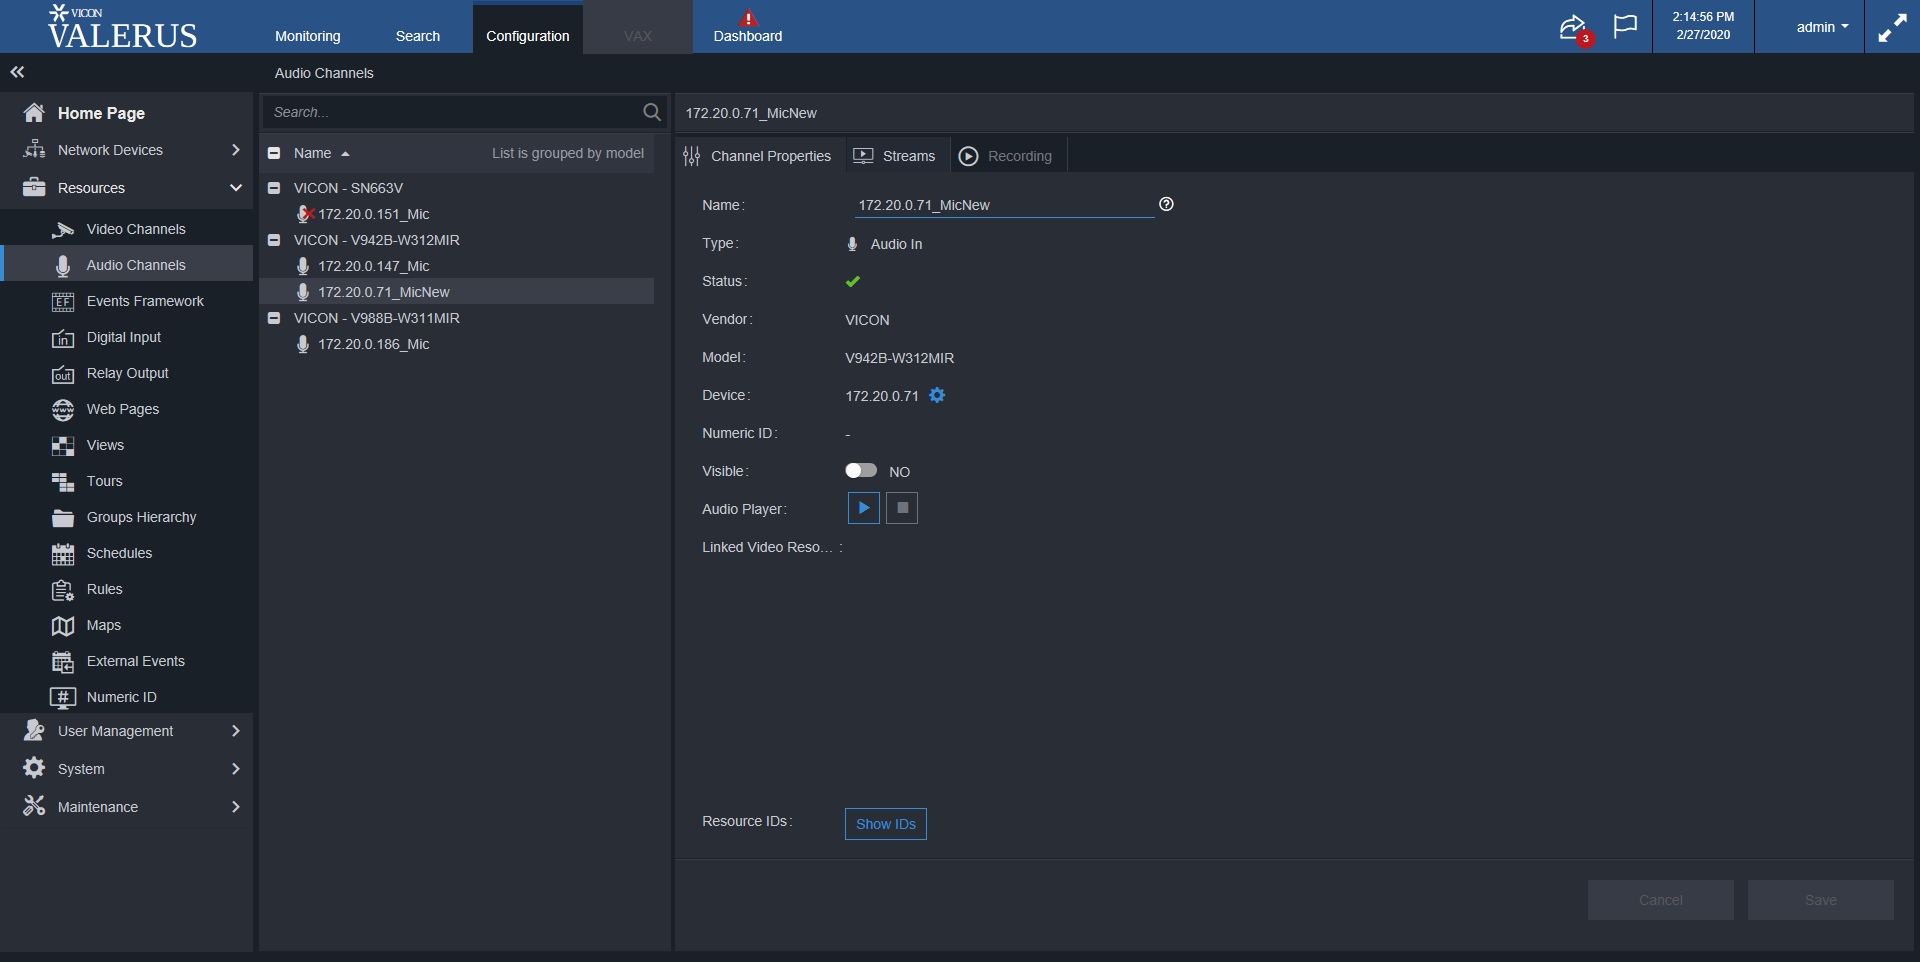 VICON
VALERUS
Monitoring
Search
Configuration
VAX
Dashboard
3
2:14:56 PM
2/27/2020
admin
Audio Channels
Home Page
Network Devices
Resources
Video Channels
Audio Channels
EF Events Framework
in Digital Input
out Relay Output
www Web Pages
Views
Tours
Groups Hierarchy
Schedules
Rules
Maps
External Events
# Numeric ID
User Management
System
Maintenance
Search...
Name List is grouped by model
VICON - SN663V
172.20.0.151_Mic
VICON - V942B-W312MIR
172.20.0.147_Mic
172.20.0.71_MicNew
VICON - V988B-W311MIR
172.20.0.186_Mic
172.20.0.71_MicNew
Channel Properties Streams Recording
Name: 172.20.0.71_MicNew ?
Type: Audio In
Status:
Vendor: VICON
Model: V942B-W312MIR
Device: 172.20.0.71
Numeric ID: -
Visible: NO
Audio Player:
Linked Video Reso... :
Resource IDs: Show IDs
Cancel Save